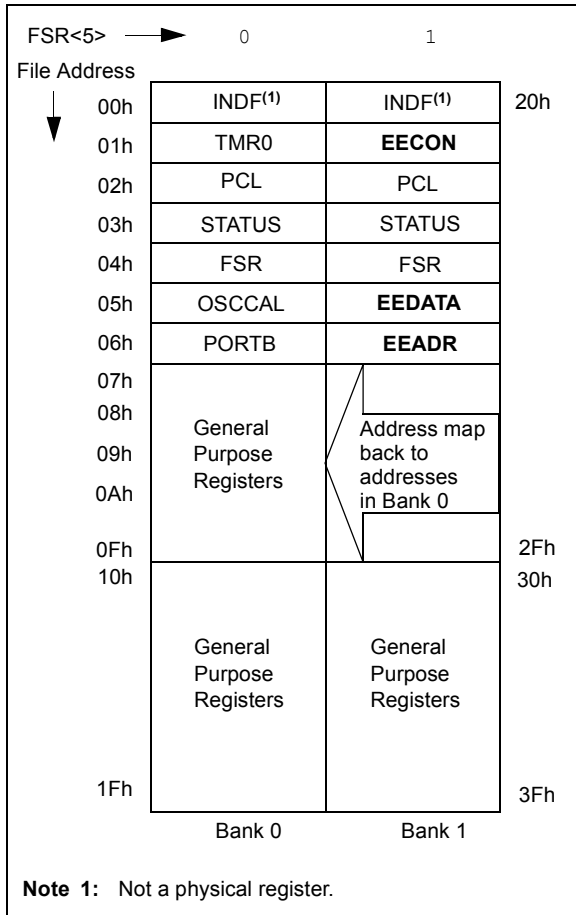 FSR<5> 0 1
File Address
00h INDF(1) INDF(1) 20h
01h TMR0 EECON
02h PCL PCL
03h STATUS STATUS
04h FSR FSR
05h OSCCAL EEDATA
06h PORTB EEADR
07h
08h
09h
0Ah
0Fh
General
Purpose
Registers
Address map
back to
addresses
in Bank 0
2Fh
10h
30h
General
Purpose
Registers
General
Purpose
Registers
1Fh
3Fh
Bank 0 Bank 1
Note 1: Not a physical register.